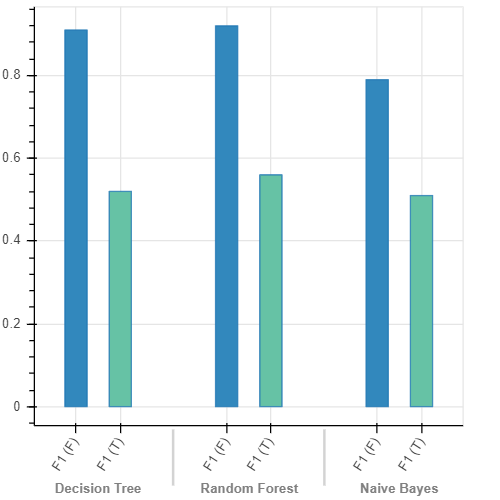 0.8
0.6
0.4
0.2
0
F1 (F)
F1 (T)
F1 (F)
F1 (T)
F1 (F)
F1 (T)
Decision Tree
Random Forest
Naive Bayes